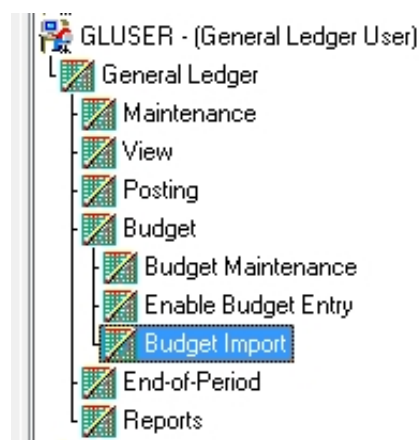 GLUSER - (General Ledger User)
General Ledger
Maintenance
View
Posting
Budget
Budget Maintenance
Enable Budget Entry
Budget Import
End-of-Period
Reports